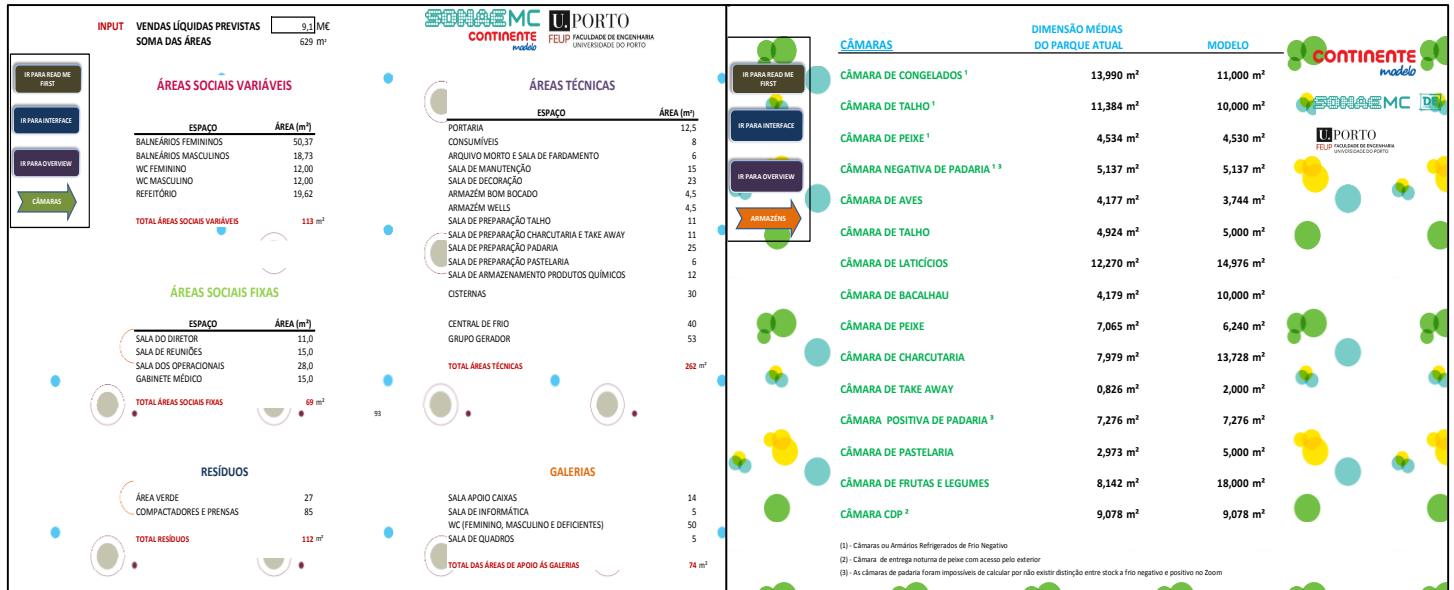 INPUT VENDAS LÍQUIDAS PREVISTAS 9,1 M€
SOMA DAS ÁREAS 629 m²
SONAE MC
CONTINENTE
modelo
U. PORTO
FEUP FACULDADE DE ENGENHARIA
UNIVERSIDADE DO PORTO
IR PARA READ ME
FIRST
IR PARA INTERFACE
IR PARA OVERVIEW
CÂMARAS
ÁREAS SOCIAIS VARIÁVEIS
ESPAÇO ÁREA (m²)
BALNEÁRIOS FEMININOS 50,37
BALNEÁRIOS MASCULINOS 18,73
WC FEMININO 12,00
WC MASCULINO 12,00
REFEITÓRIO 19,62
TOTAL ÁREAS SOCIAIS VARIÁVEIS 113 m²
ÁREAS SOCIAIS FIXAS
ESPAÇO ÁREA (m²)
SALA DO DIRETOR 11,0
SALA DE REUNIÕES 15,0
SALA DOS OPERACIONAIS 28,0
GABINETE MÉDICO 15,0
TOTAL ÁREAS SOCIAIS FIXAS 69 m²
93
RESÍDUOS
ÁREA VERDE 27
COMPACTADORES E PRENSAS 85
TOTAL RESÍDUOS 112 m²
ÁREAS TÉCNICAS
ESPAÇO ÁREA (m²)
PORTARIA 12,5
CONSUMÍVEIS 8
ARQUIVO MORTO E SALA DE FARDAMENTO 6
SALA DE MANUTENÇÃO 15
SALA DE DECORAÇÃO 23
ARMAZÉM BOM BOCADO 4,5
ARMAZÉM WELLS 4,5
SALA DE PREPARAÇÃO TALHO 11
SALA DE PREPARAÇÃO CHARCUTARIA E TAKE AWAY 11
SALA DE PREPARAÇÃO PADARIA 25
SALA DE PREPARAÇÃO PASTELARIA 6
SALA DE ARMAZENAMENTO PRODUTOS QUÍMICOS 12
CISTERNAS 30
CENTRAL DE FRIO 40
GRUPO GERADOR 53
TOTAL ÁREAS TÉCNICAS 262 m²
GALERIAS
SALA APOIO CAIXAS 14
SALA DE INFORMÁTICA 5
WC (FEMININO, MASCULINO E DEFICIENTES) 50
SALA DE QUADROS 5
TOTAL DAS ÁREAS DE APOIO ÁS GALERIAS 74 m²
IR PARA READ ME
FIRST
IR PARA INTERFACE
IR PARA OVERVIEW
ARMAZÉNS
DIMENSÃO MÉDIAS
CÂMARAS DO PARQUE ATUAL MODELO
CÂMARA DE CONGELADOS ¹ 13,990 m² 11,000 m²
CÂMARA DE TALHO ¹ 11,384 m² 10,000 m²
CÂMARA DE PEIXE ¹ 4,534 m² 4,530 m²
CÂMARA NEGATIVA DE PADARIA ¹ ³ 5,137 m² 5,137 m²
CÂMARA DE AVES 4,177 m² 3,744 m²
CÂMARA DE TALHO 4,924 m² 5,000 m²
CÂMARA DE LATICÍCIOS 12,270 m² 14,976 m²
CÂMARA DE BACALHAU 4,179 m² 10,000 m²
CÂMARA DE PEIXE 7,065 m² 6,240 m²
CÂMARA DE CHARCUTARIA 7,979 m² 13,728 m²
CÂMARA DE TAKE AWAY 0,826 m² 2,000 m²
CÂMARA POSITIVA DE PADARIA ³ 7,276 m² 7,276 m²
CÂMARA DE PASTELARIA 2,973 m² 5,000 m²
CÂMARA DE FRUTAS E LEGUMES 8,142 m² 18,000 m²
CÂMARA CDP ² 9,078 m² 9,078 m²
(1) - Câmaras ou Armários Refrigerados de Frio Negativo
(2) - Câmara de entrega noturna de peixe com acesso pelo exterior
(3) - As câmaras de padaria foram impossíveis de calcular por não existir distinção entre stock a frio negativo e positivo no Zoom
CONTINENTE
modelo
SONAE MC
U. PORTO
FEUP FACULDADE DE ENGENHARIA
UNIVERSIDADE DO PORTO